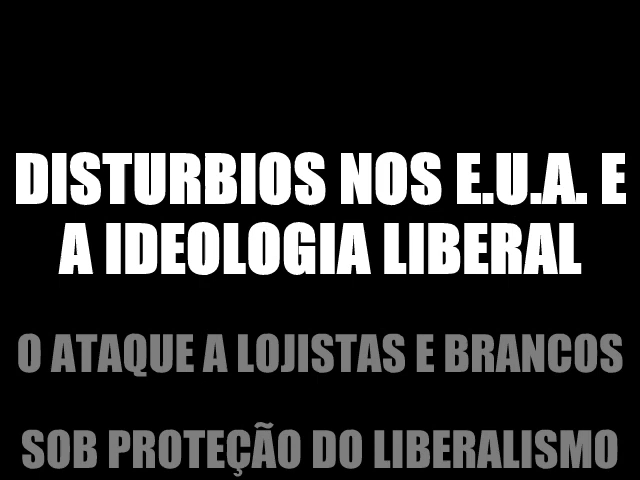 DISTURBIOS NOS E.U.A. E
A IDEOLOGIA LIBERAL
O ATAQUE A LOJISTAS E BRANCOS
SOB PROTEÇÃO DO LIBERALISMO